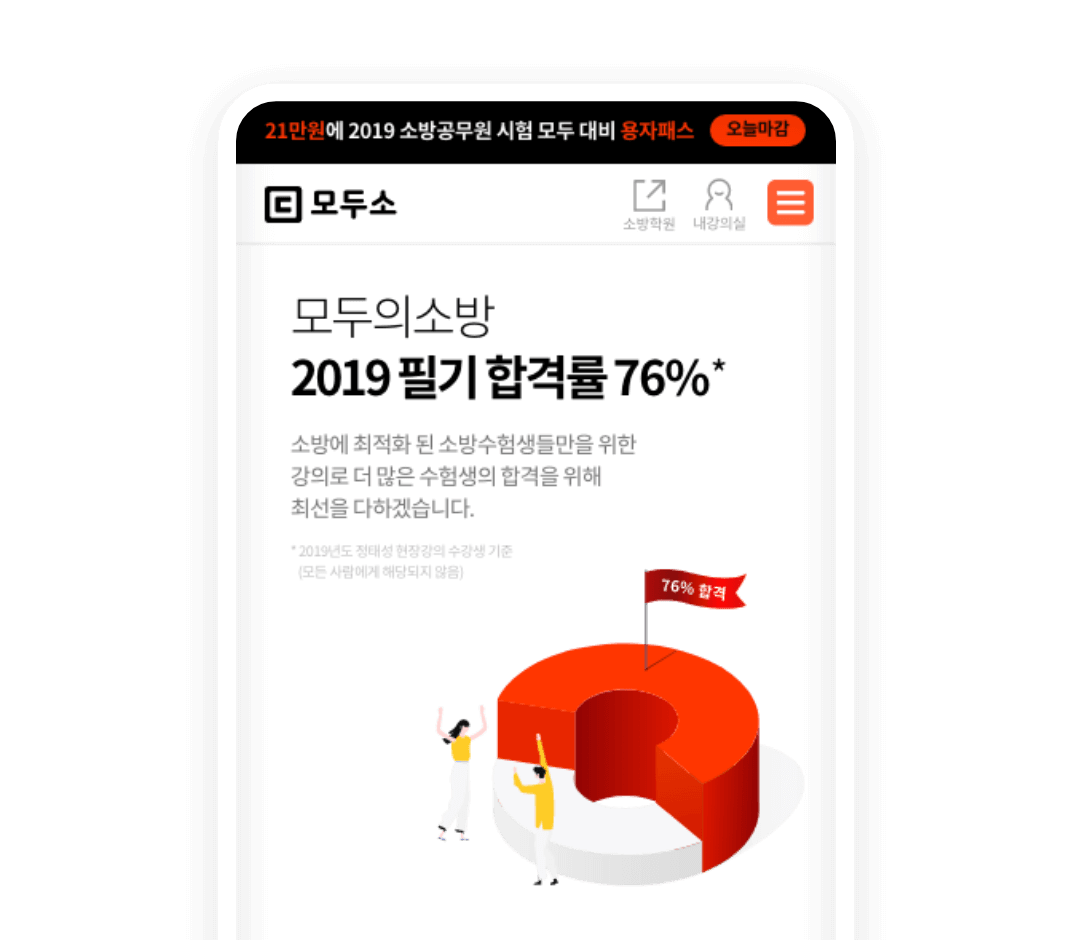 21만원에 2019 소방공무원 시험 모두 대비 용자패스 오늘마감
모두소
소방학원 내강의실
모두의소방
2019 필기 합격률 76%*
소방에 최적화 된 소방수험생들만을 위한
강의로 더 많은 수험생의 합격을 위해
최선을 다하겠습니다.
* 2019년도 정태성 현장강의 수강생 기준
(모든 사람에게 해당되지 않음)
76% 합격